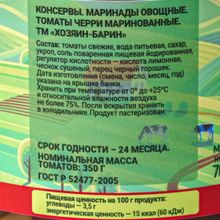 КОНСЕРВЫ. МАРИНАДЫ ОВОЩНЫЕ.
ТОМАТЫ ЧЕРРИ МАРИНОВАННЫЕ.
ТМ «ХОЗЯИН-БАРИН»
Состав: томаты свежие, вода питьевая, сахар,
уксус, соль поваренная пищевая йодированная,
регулятор кислотности — кислота лимонная,
чеснок сушеный, перец черный горошек.
Дата изготовления (смена, число, месяц, год)
указана на крышке банки.
Хранить при температуре от 0° до +25°С
и относительной влажности воздуха
не более 75%. После вскрытия хранить
в холодильнике. Продукт пастеризован.
СРОК ГОДНОСТИ – 24 МЕСЯЦА.
НОМИНАЛЬНАЯ МАССА
ТОМАТОВ: 350 Г
ГОСТ Р 52477-2005
Пищевая ценность на 100 г продукта:
углеводы — 3,5 г
энергетическая ценность — 15 ккал (60 кДж)